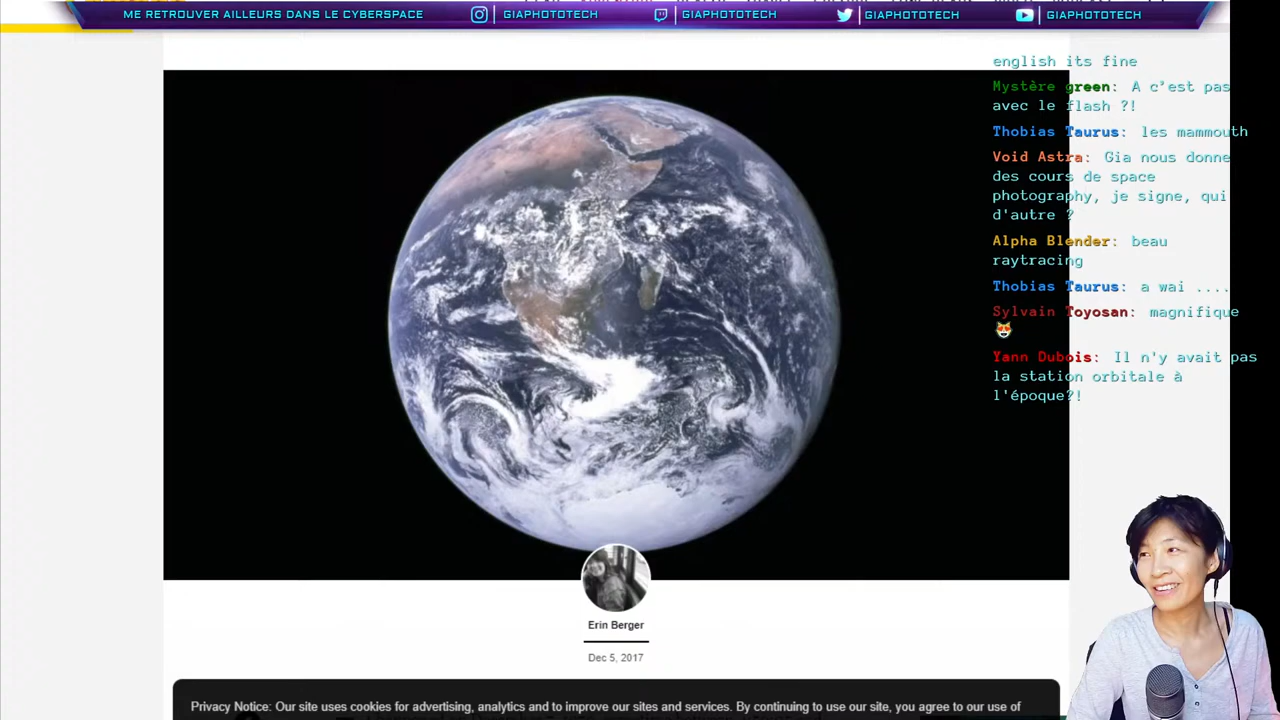 ME RETROUVER AILLEURS DANS LE CYBERSPACE
GIAPHOTOTECH
GIAPHOTOTECH
GIAPHOTOTECH
GIAPHOTOTECH
english its fine
Mystère green: A c'est pas
avec le flash ?!
Thobias Taurus: les mammouth
Void Astra: Gia nous donne
des cours de space
photography, je signe, qui
d'autre ?
Alpha Blender: beau
raytracing
Thobias Taurus: a wai ....
Sylvain Toyosan: magnifique
😻
Yann Dubois: Il n'y avait pas
la station orbitale à
l'époque?!
Erin Berger
Dec 5, 2017
Privacy Notice: Our site uses cookies for advertising, analytics and to improve our sites and services. By continuing to use our site, you agree to our use of